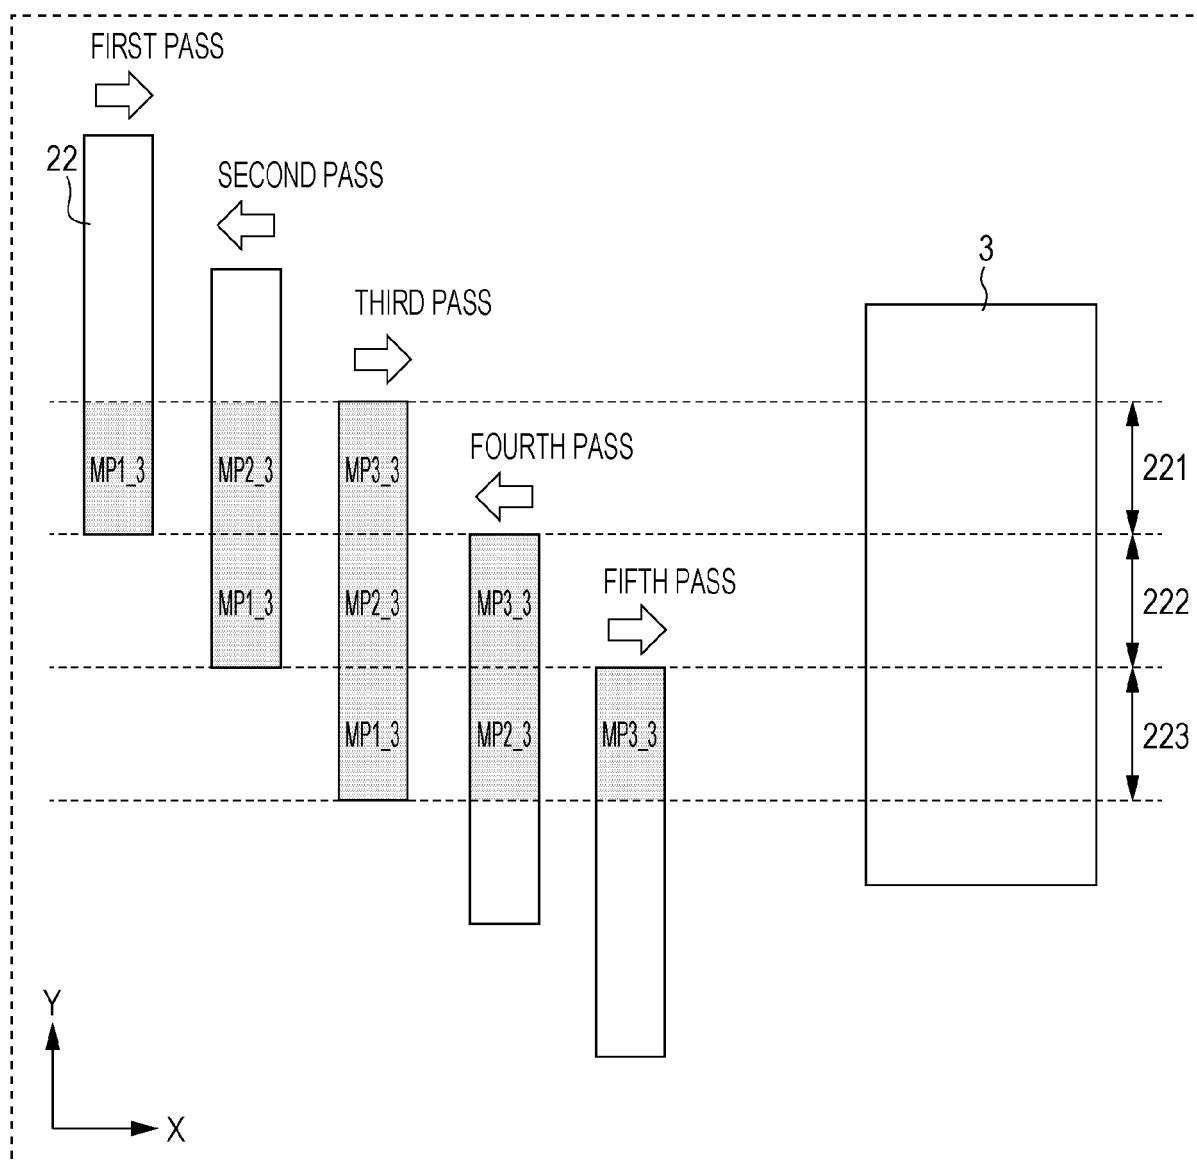 FIRST PASS
22
SECOND PASS
3
THIRD PASS
FOURTH PASS
MP1_3
MP2_3
MP3_3
221
FIFTH PASS
MP1_3
MP2_3
MP3_3
222
MP1_3
MP2_3
MP3_3
223
Y
X